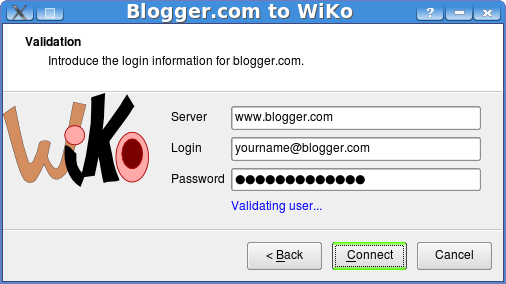 Blogger.com to WiKo
Validation
Introduce the login information for blogger.com.
WiKo
Server www.blogger.com
Login yourname@blogger.com
Password ●●●●●●●●●●●●●
Validating user...
< Back Connect Cancel